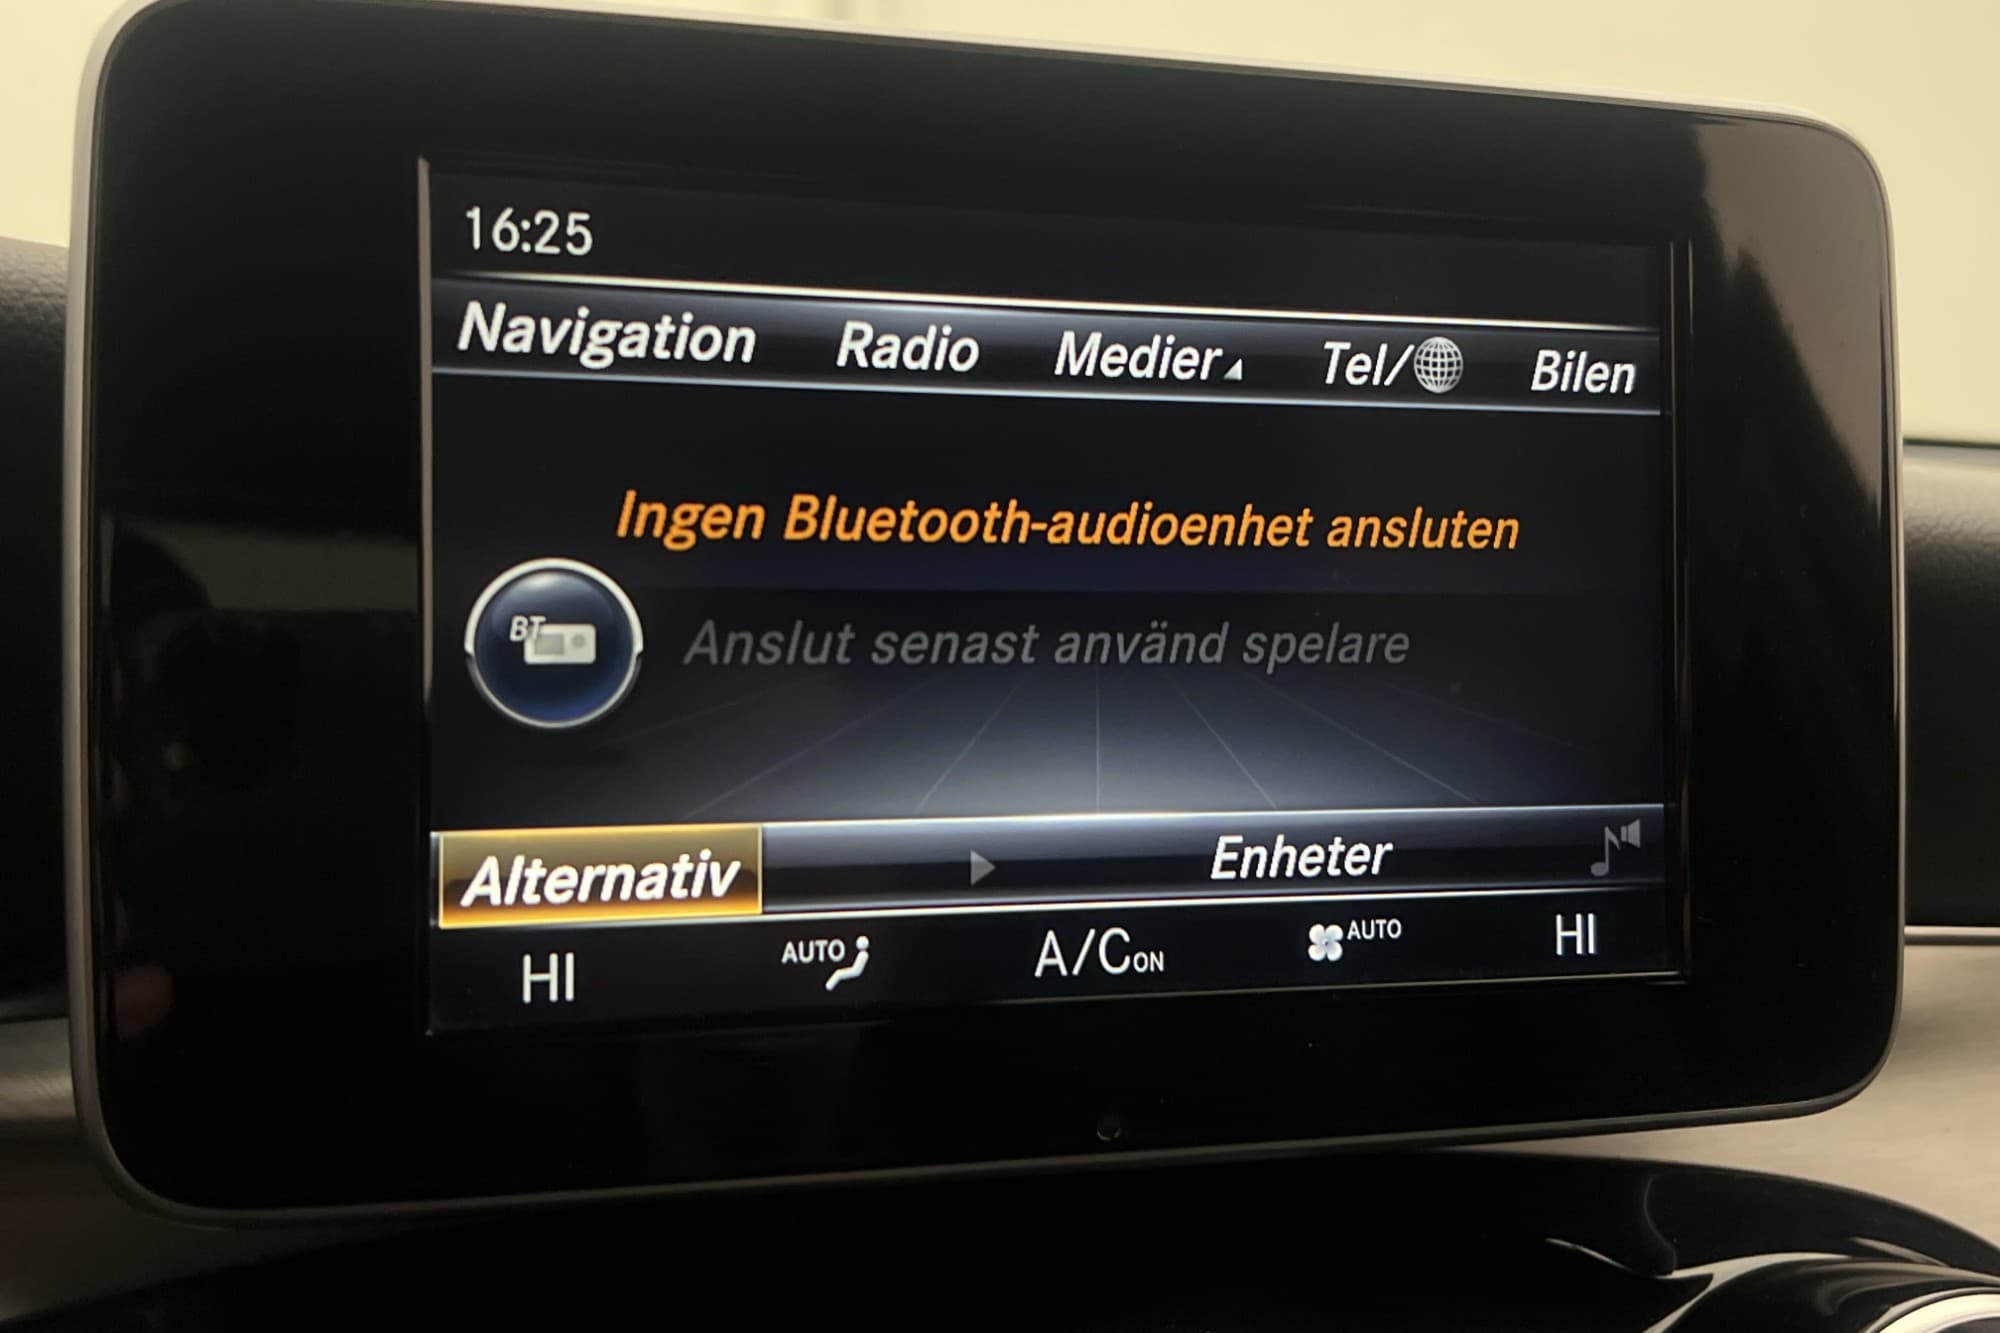 16:25
Navigation Radio Medier Tel/ Bilen
Ingen Bluetooth-audioenhet ansluten
BT
Anslut senast använd spelare
Alternativ Enheter
HI AUTO A/C ON AUTO HI